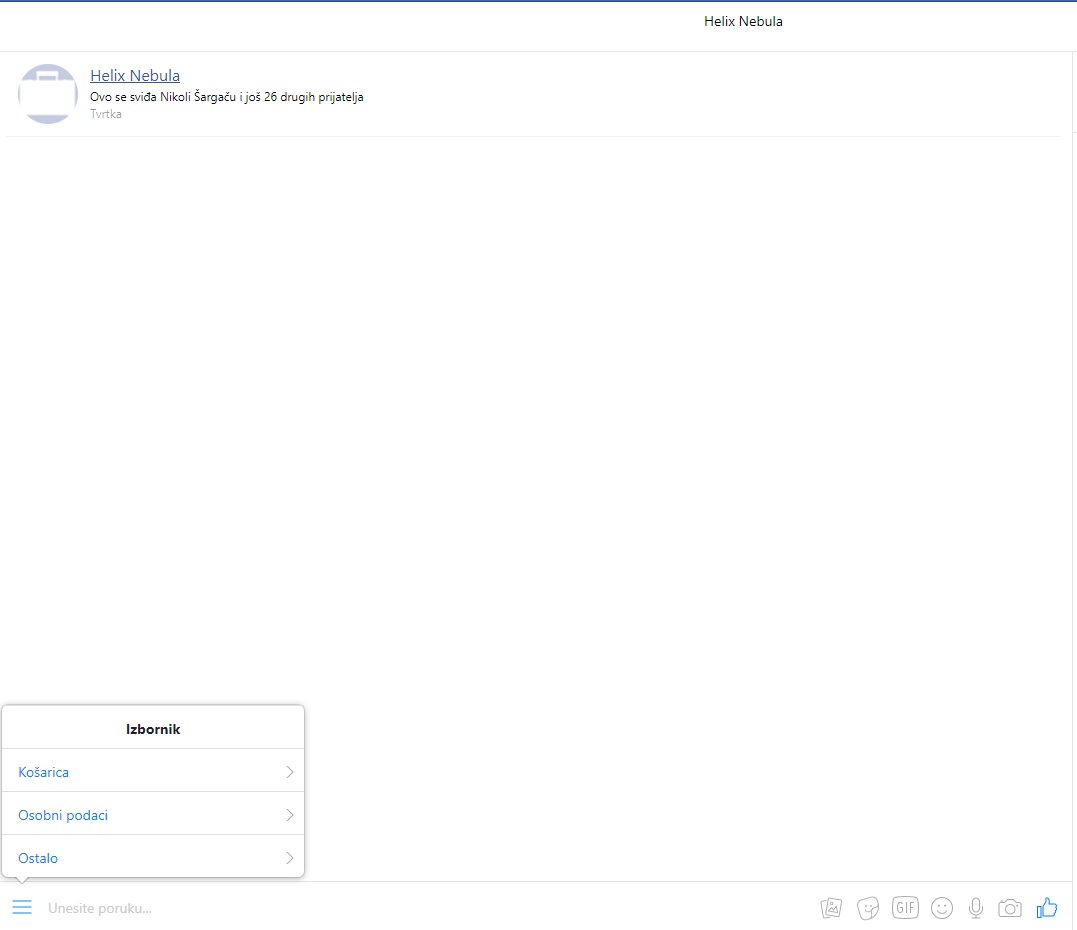 Helix Nebula
Helix Nebula
Ovo se sviđa Nikoli Šargaču i još 26 drugih prijatelja
Tvrtka
Izbornik
Košarica
Osobni podaci
Ostalo
Unesite poruku...
GIF